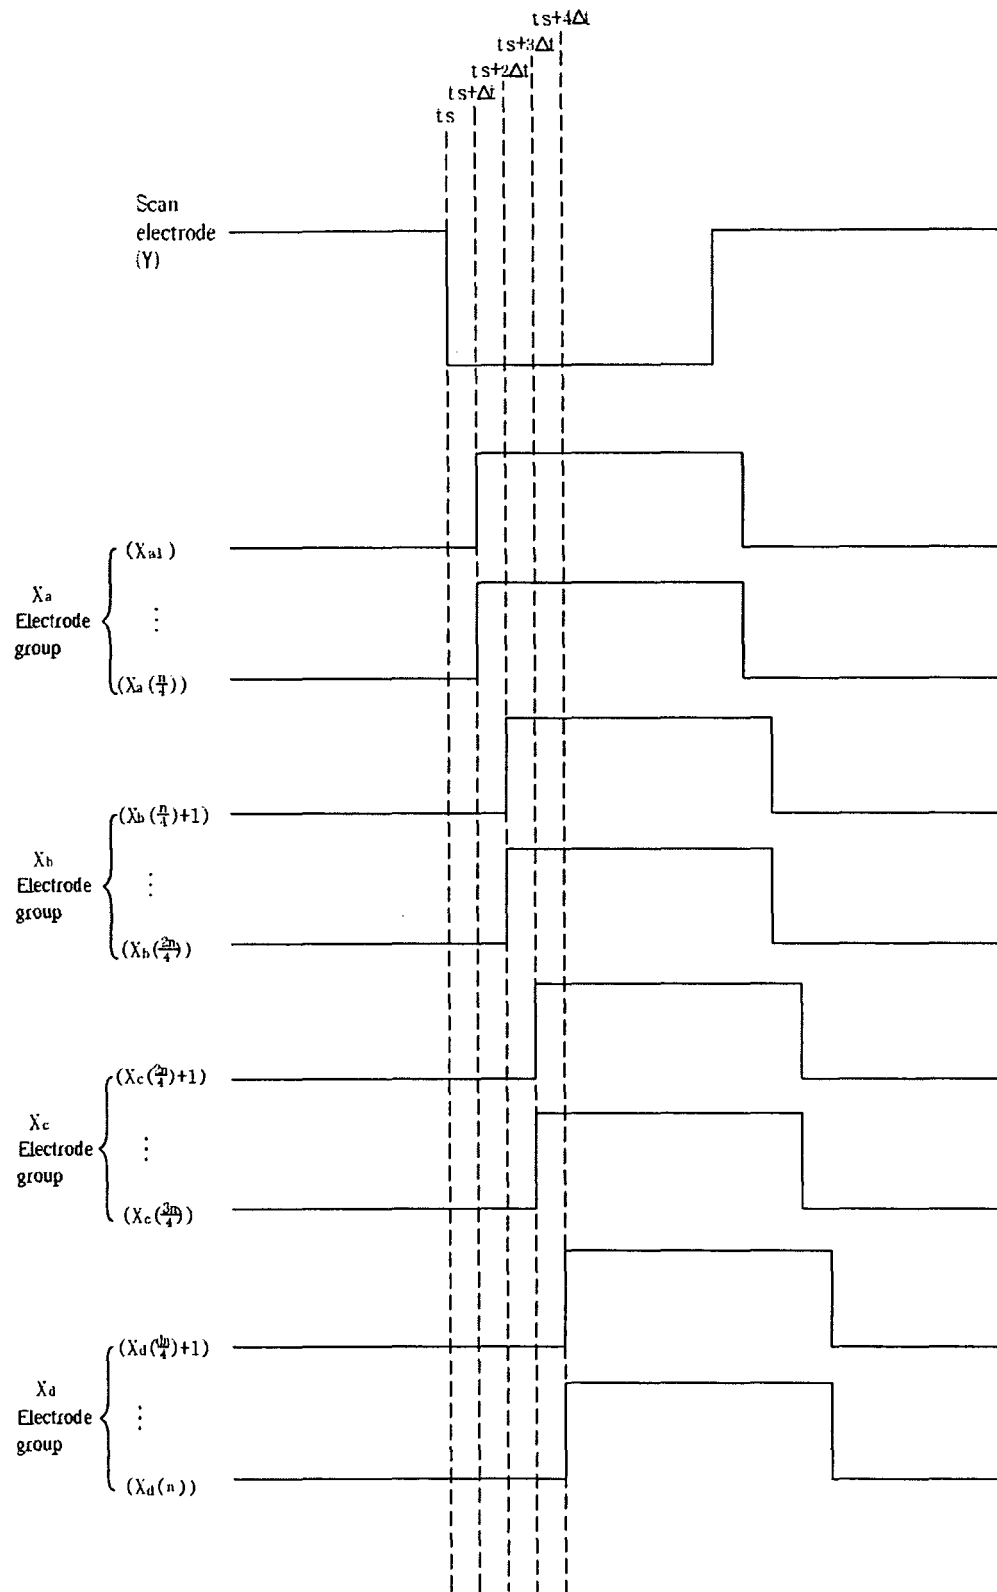 ts+4Δt
ts+3Δt
ts+2Δt
ts+Δt
ts
Scan
electrode
(Y)
(Xa1)
Xa
Electrode
group
⋮
(Xa(n/4))
(Xb(n/4)+1)
Xb
Electrode
group
⋮
(Xb(2n/4))
(Xc(2n/4)+1)
Xc
Electrode
group
⋮
(Xc(3n/4))
(Xd(3n/4)+1)
Xd
Electrode
group
⋮
(Xd(n))